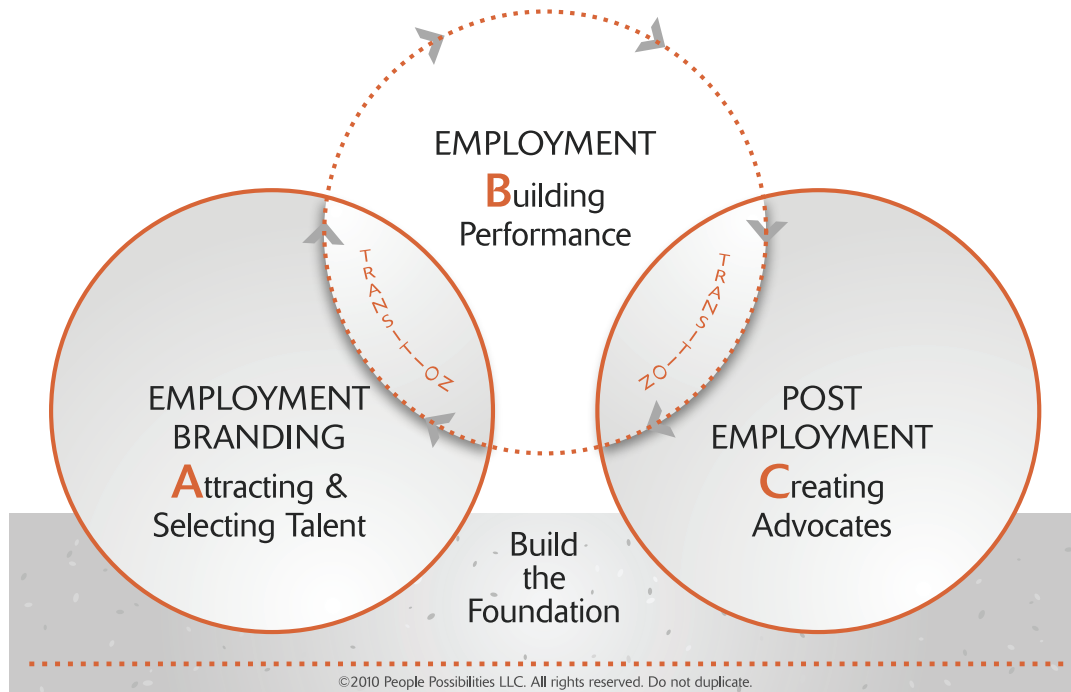 EMPLOYMENT
Building
Performance
TRANSITION
TRANSITION
EMPLOYMENT
BRANDING
Attracting &
Selecting Talent
POST
EMPLOYMENT
Creating
Advocates
Build
the
Foundation
©2010 People Possibilities LLC. All rights reserved. Do not duplicate.